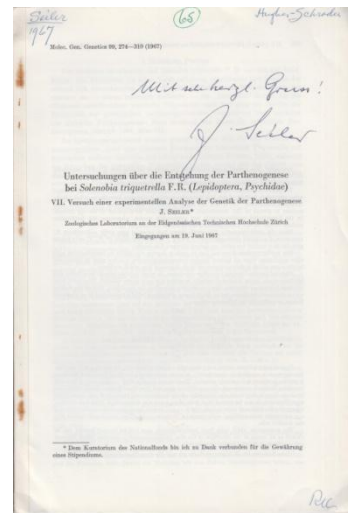 Seiler
1967
65
Hughes-Schrader
Molec. Gen. Genetics 99, 274—310 (1967)
Mit herzl. Gruss!
J. Seiler
Untersuchungen über die Entstehung der Parthenogenese
bei Solenobia triquetrella F.R. (Lepidoptera, Psychidae)
VII. Versuch einer experimentellen Analyse der Genetik der Parthenogenese
J. SEILER*
Zoologisches Laboratorium an der Eidgenössischen Technischen Hochschule Zürich
Eingegangen am 19. Juni 1967
* Dem Kuratorium des Nationalfonds bin ich zu Dank verbunden für die Gewährung
eines Stipendiums.